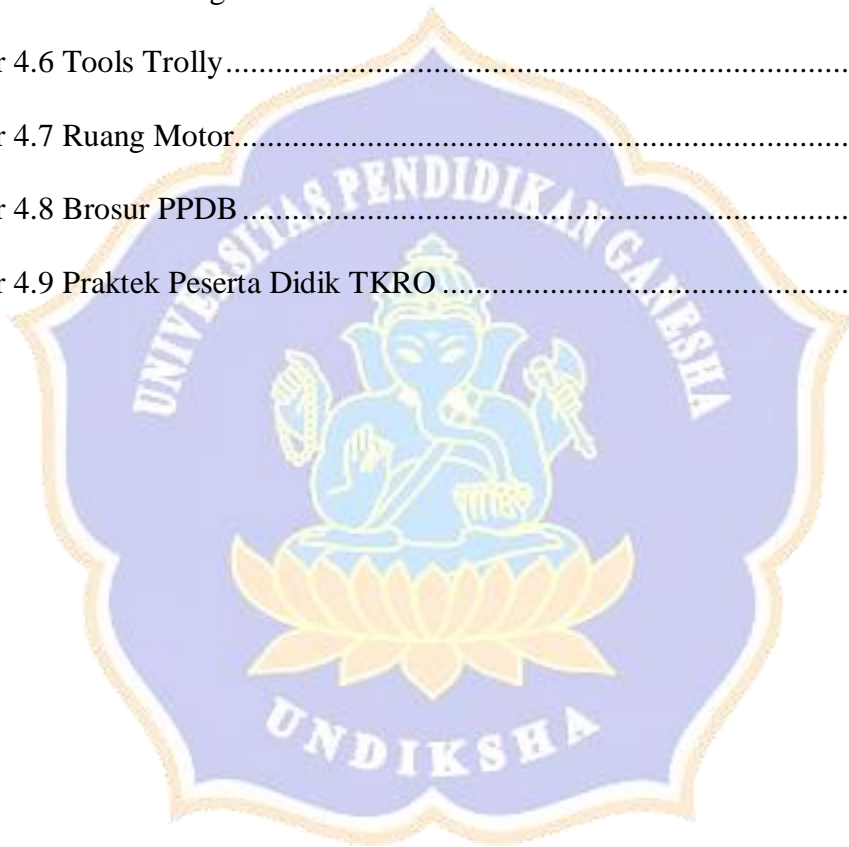 r 4.6 Tools Trolly...............................................................................
r 4.7 Ruang Motor..............................................................................
r 4.8 Brosur PPDB.............................................................................
r 4.9 Praktek Peserta Didik TKRO....................................................
UNIVERSITAS PENDIDIKAN GANESHA
UNDIKSHA